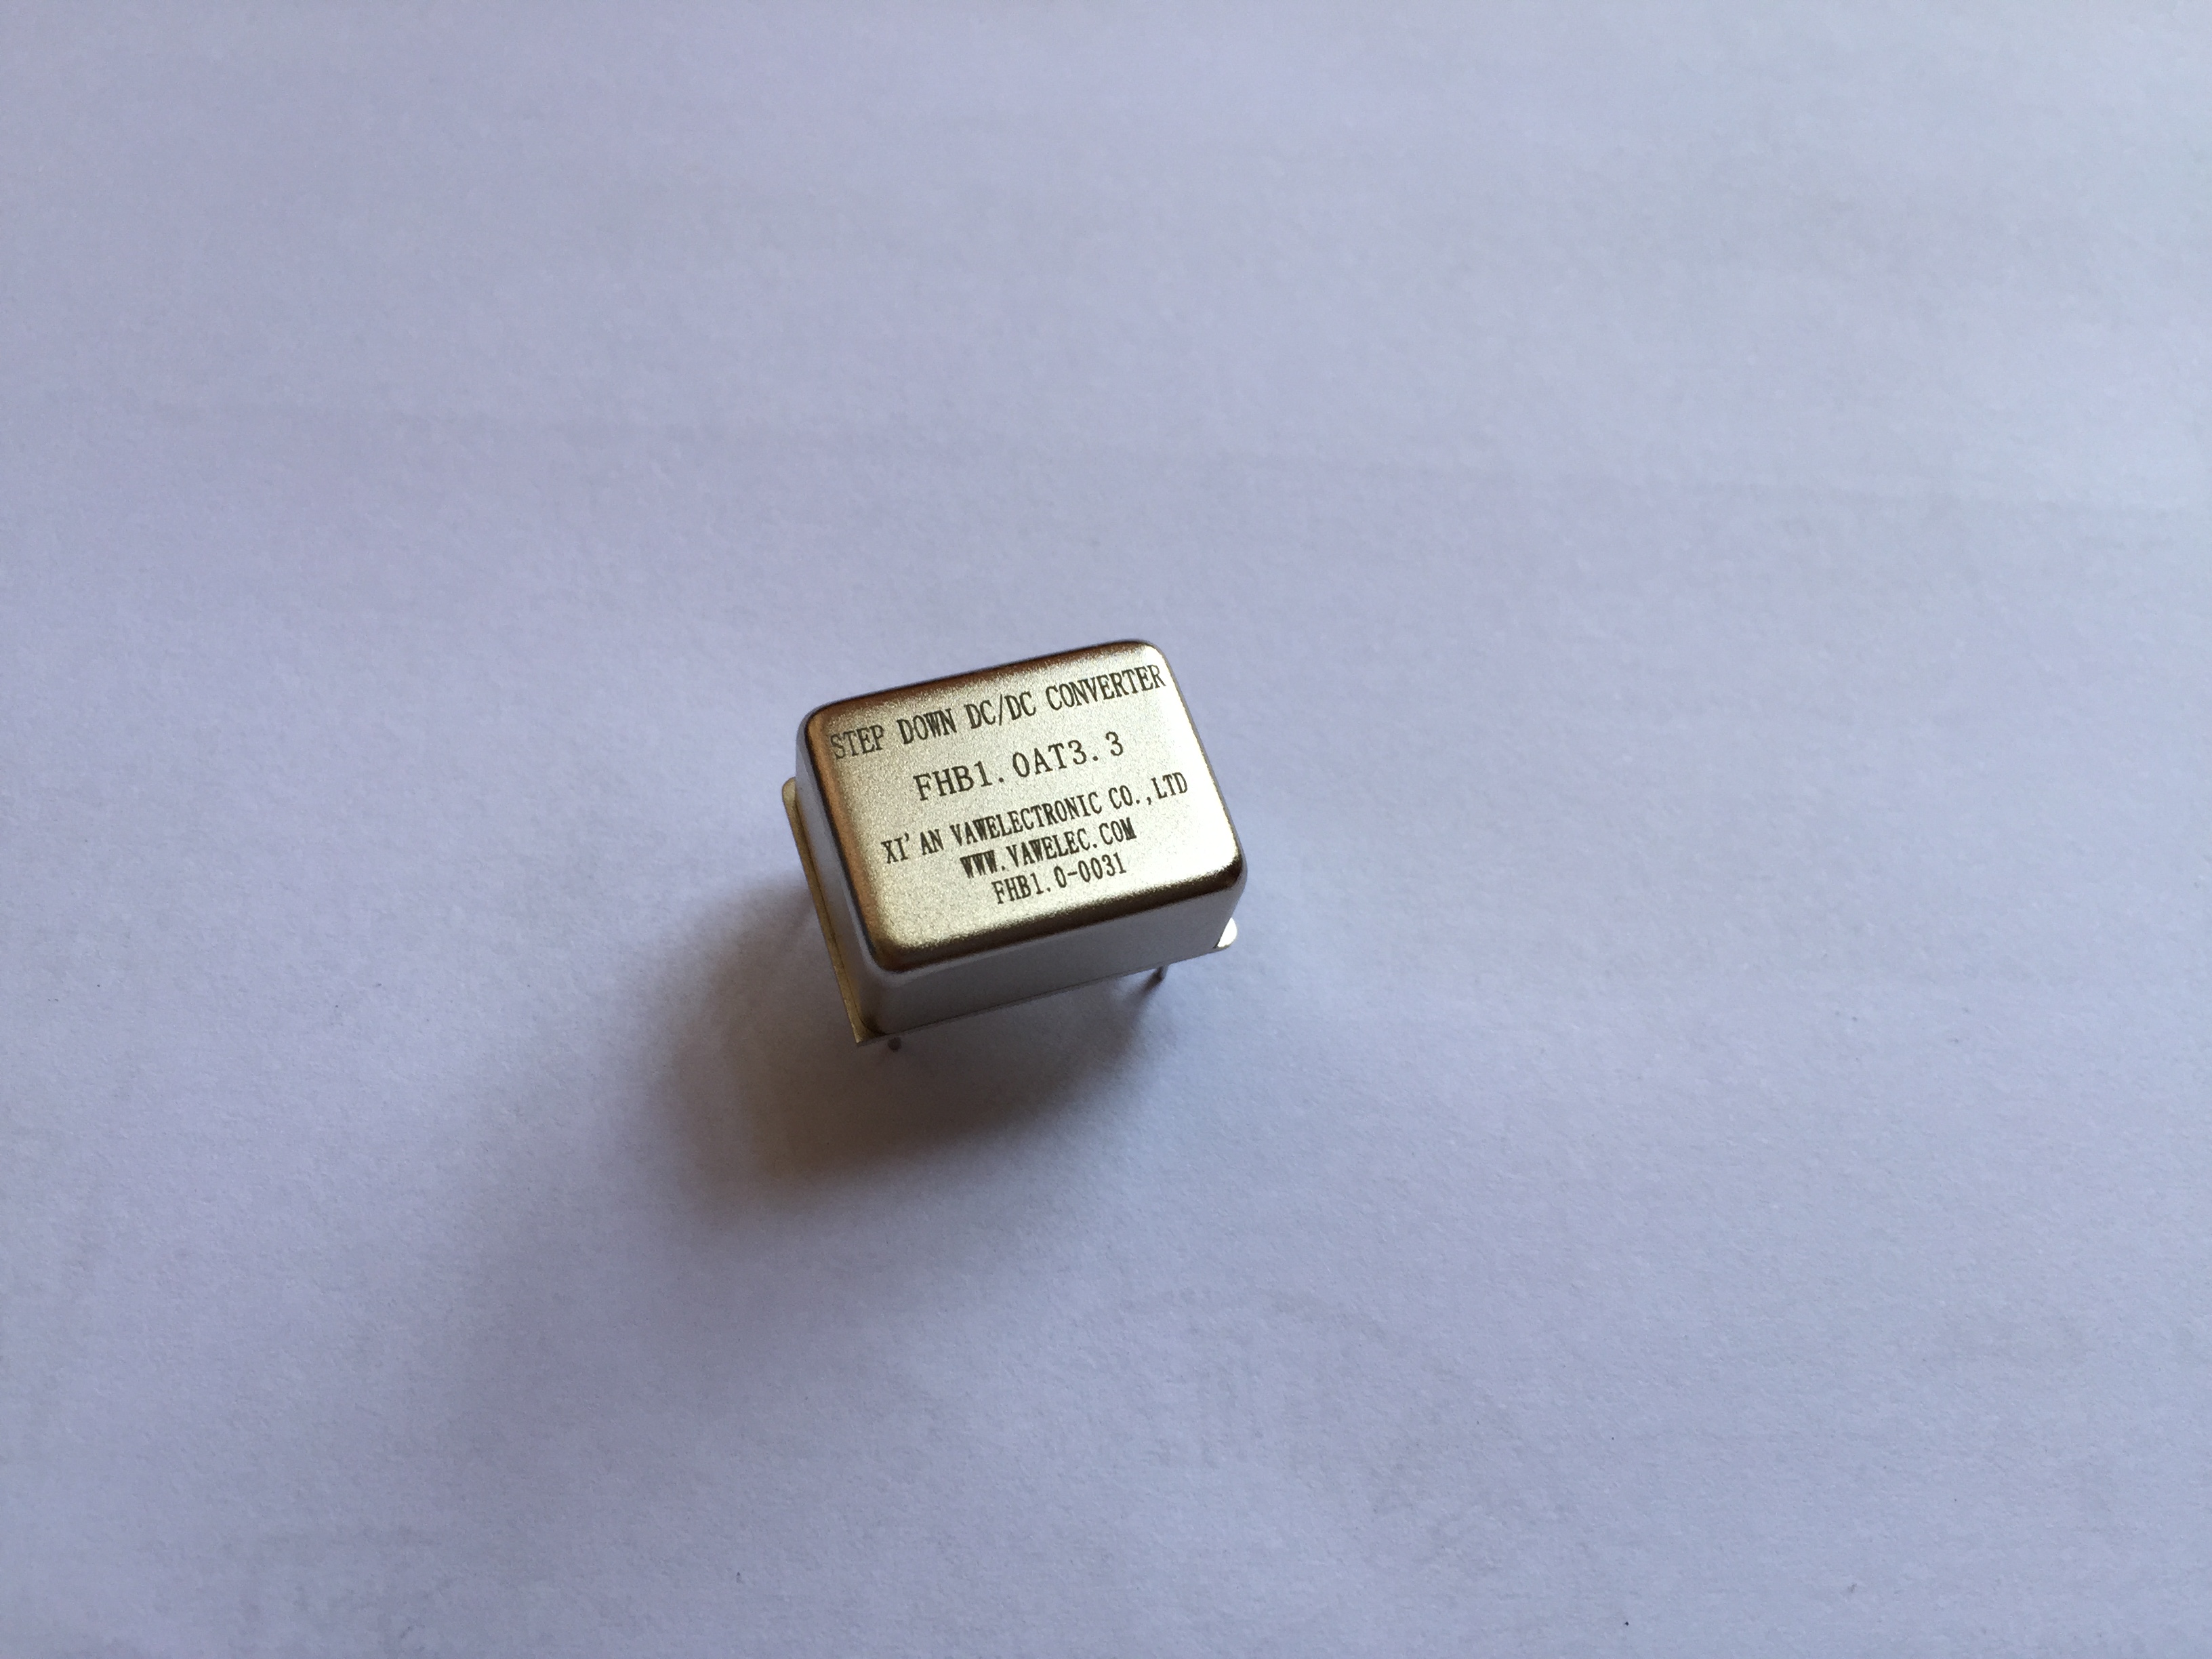 STEP DOWN DC/DC CONVERTER
FHB1.0AT3.3
XI'AN VAWELECTRONIC CO.,LTD
WWW.VAWELEC.COM
FHB1.0-0031